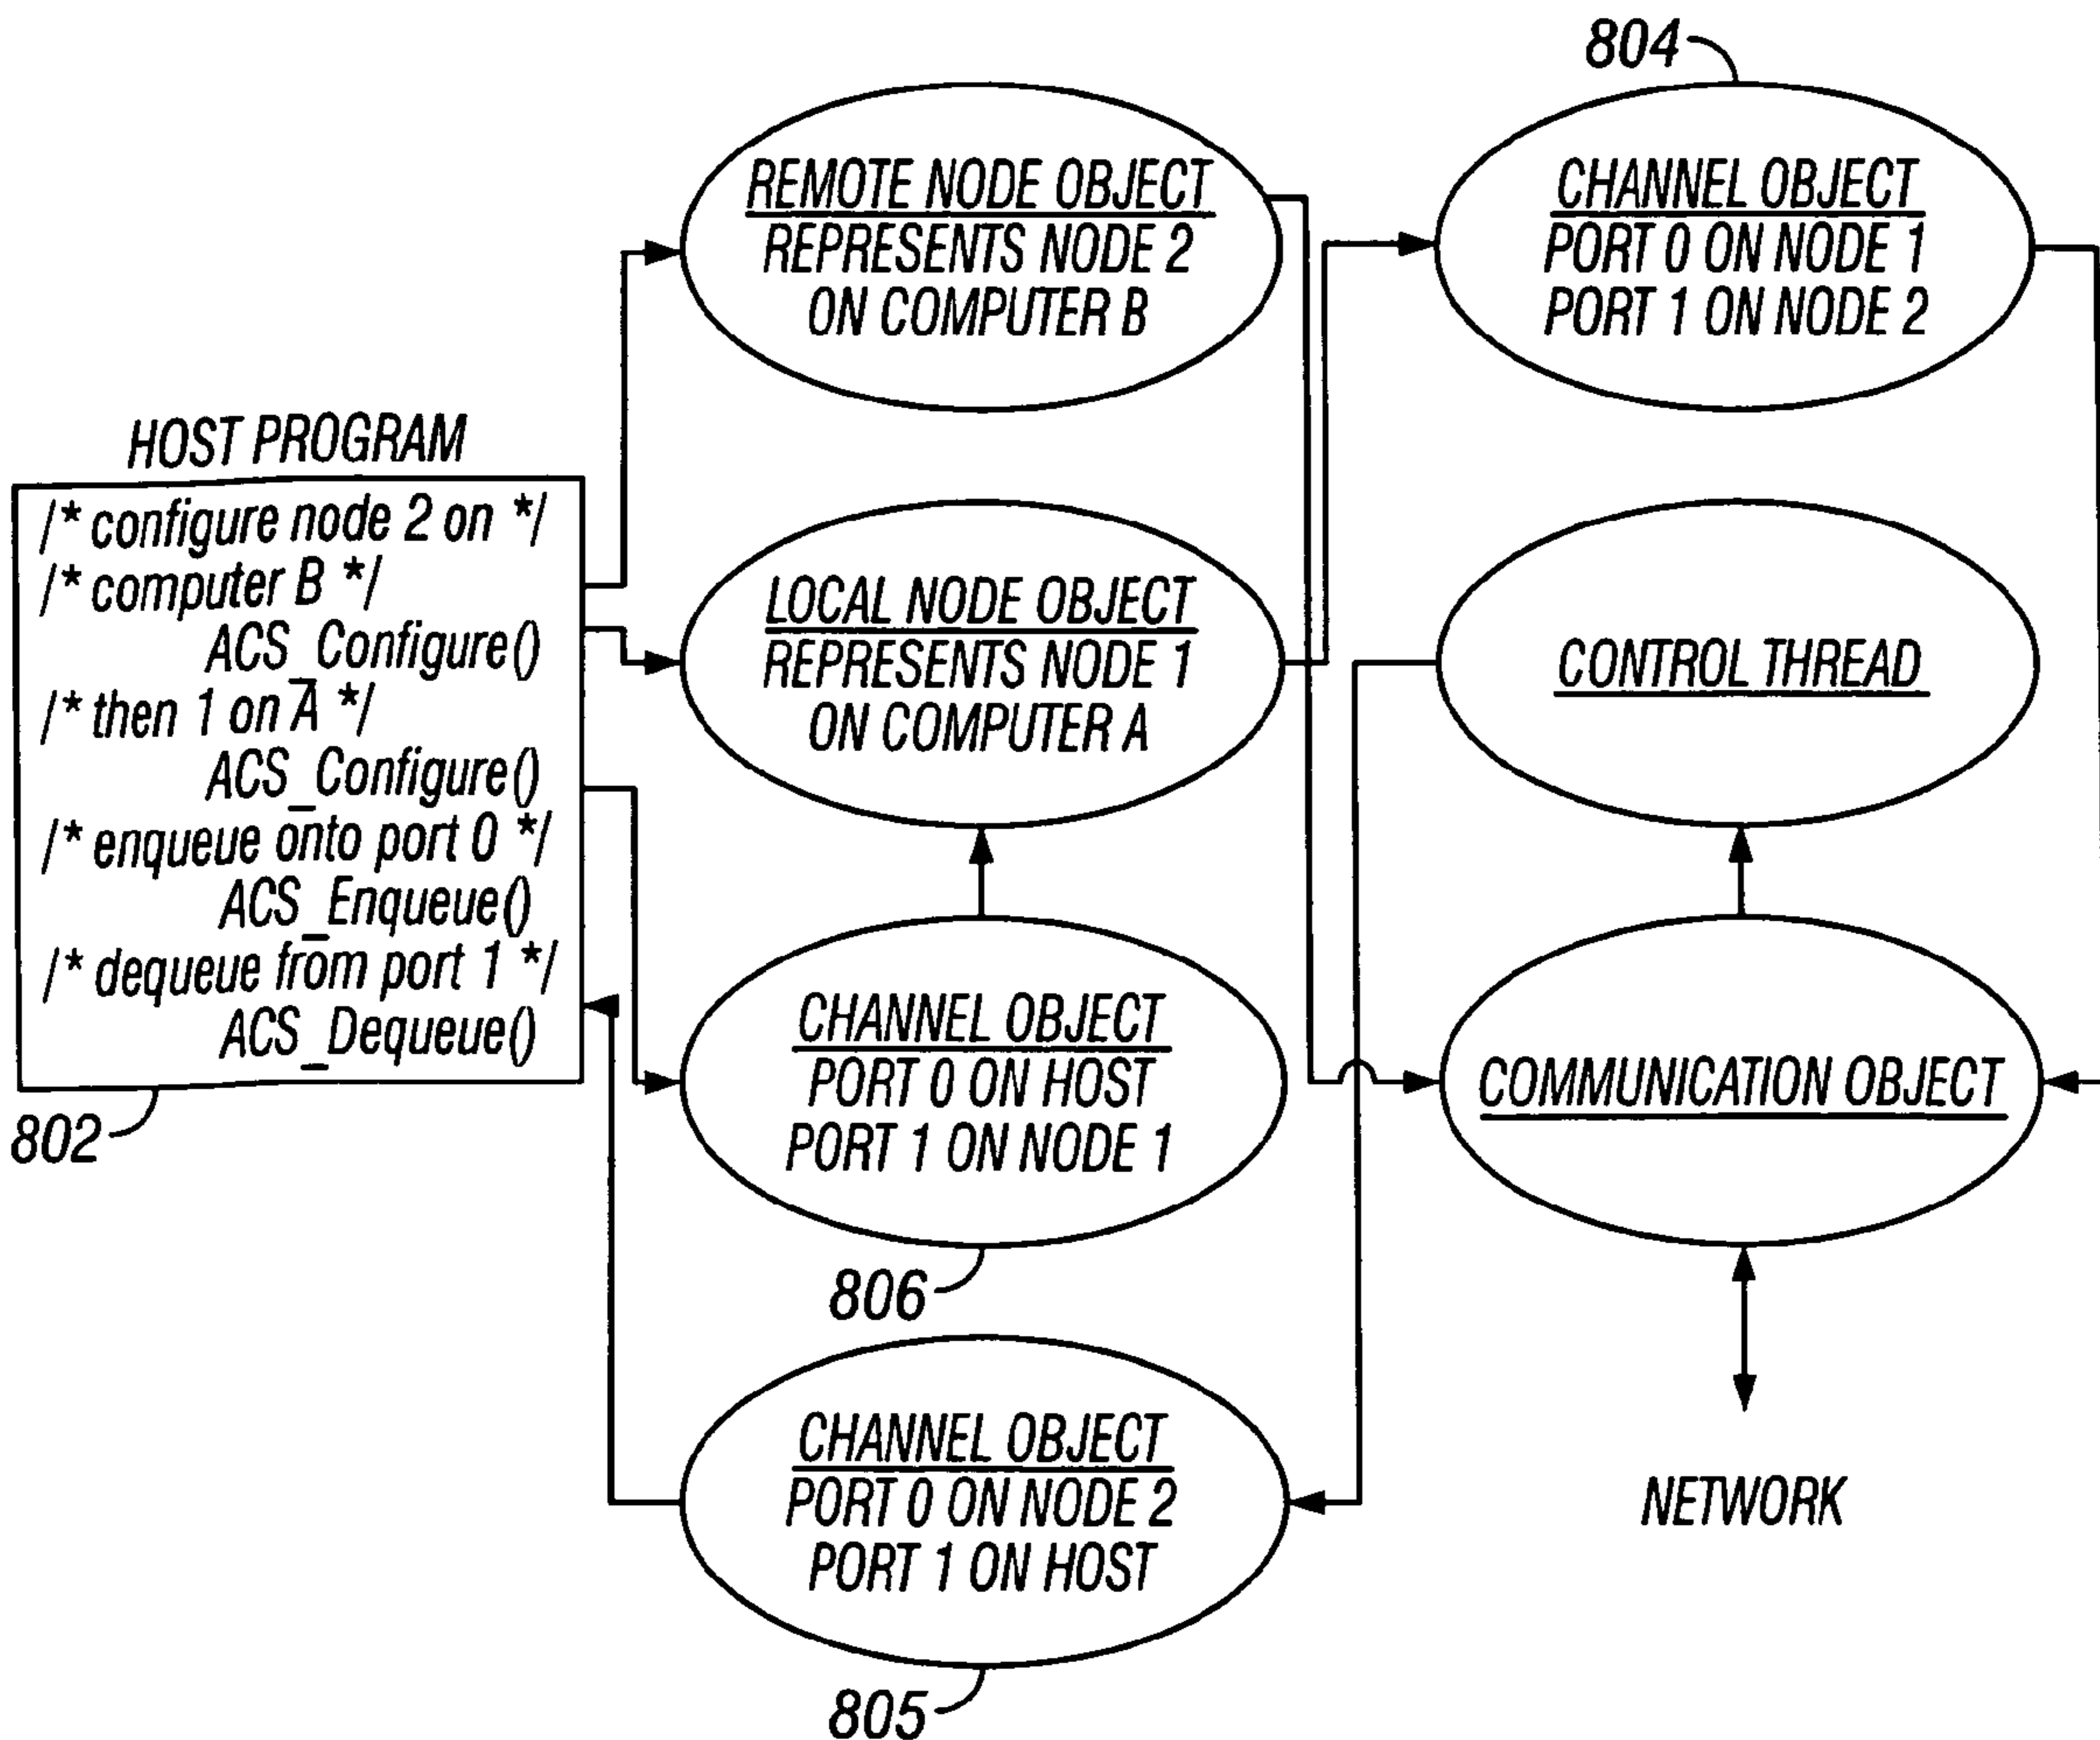 804
REMOTE NODE OBJECT
REPRESENTS NODE 2
ON COMPUTER B
CHANNEL OBJECT
PORT 0 ON NODE 1
PORT 1 ON NODE 2
HOST PROGRAM
/* configure node 2 on */
/* computer B */
ACS_Configure()
/* then 1 on A */
ACS_Configure()
/* enqueue onto port 0 */
ACS_Enqueue()
/* dequeue from port 1 */
ACS_Dequeue()
802
LOCAL NODE OBJECT
REPRESENTS NODE 1
ON COMPUTER A
CONTROL THREAD
CHANNEL OBJECT
PORT 0 ON HOST
PORT 1 ON NODE 1
806
COMMUNICATION OBJECT
CHANNEL OBJECT
PORT 0 ON NODE 2
PORT 1 ON HOST
805
NETWORK